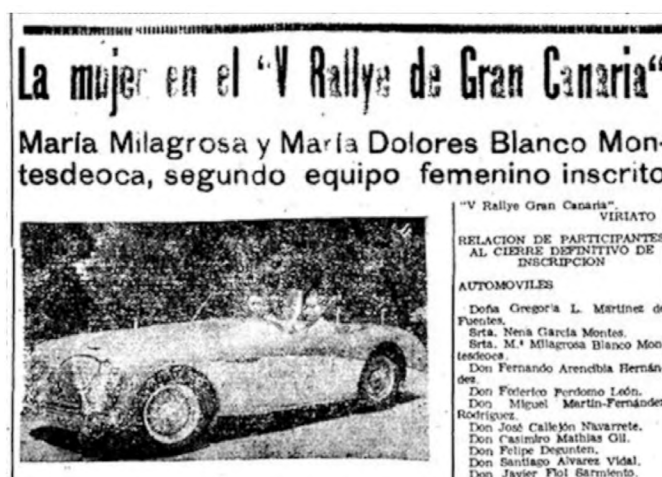 La mujer en el "V Rallye de Gran Canaria"
María Milagrosa y María Dolores Blanco Mon-
tesdeoca, segundo equipo femenino inscrito
"V Rallye Gran Canaria".
VIRIATO
RELACION DE PARTICIPANTES
AL CIERRE DEFINITIVO DE
INSCRIPCION
AUTOMOVILES
Doña Gregoria L. Martínez de
Fuentes.
Srta. Nena García Montes.
Srta. M.ª Milagrosa Blanco Mon-
tesdeoca.
Don Fernando Arencibia Hernán-
dez.
Don Federico Perdomo León.
Don Miguel Martín-Fernández
Rodríguez.
Don José Callejón Navarrete.
Don Casimiro Mathias Gil.
Don Felipe Degunten.
Don Santiago Alvarez Vidal.
Don Javier Fiol Sarmiento.